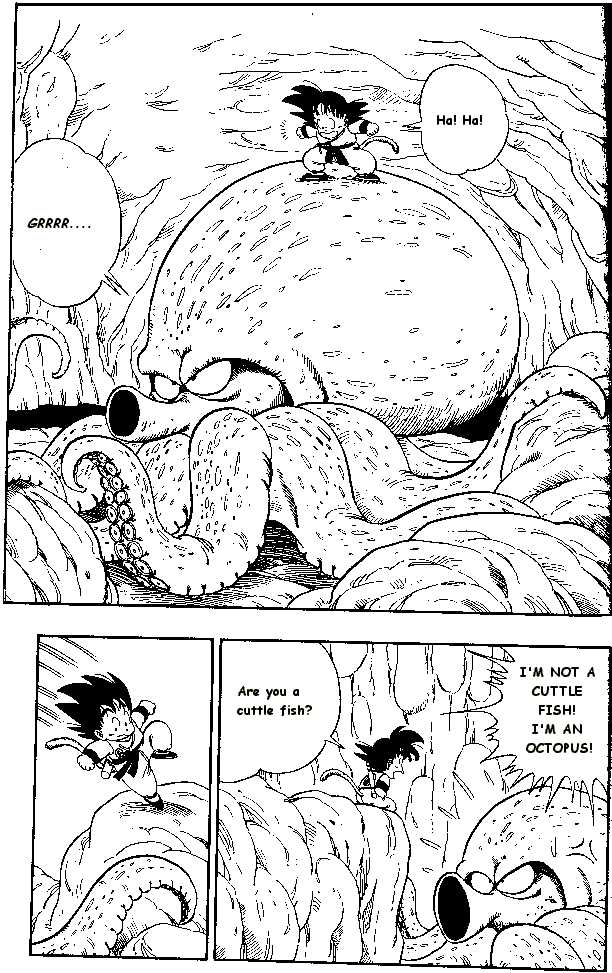 Ha! Ha!
GRRRR....
Are you a
cuttle fish?
I'M NOT A
CUTTLE
FISH!
I'M AN
OCTOPUS!